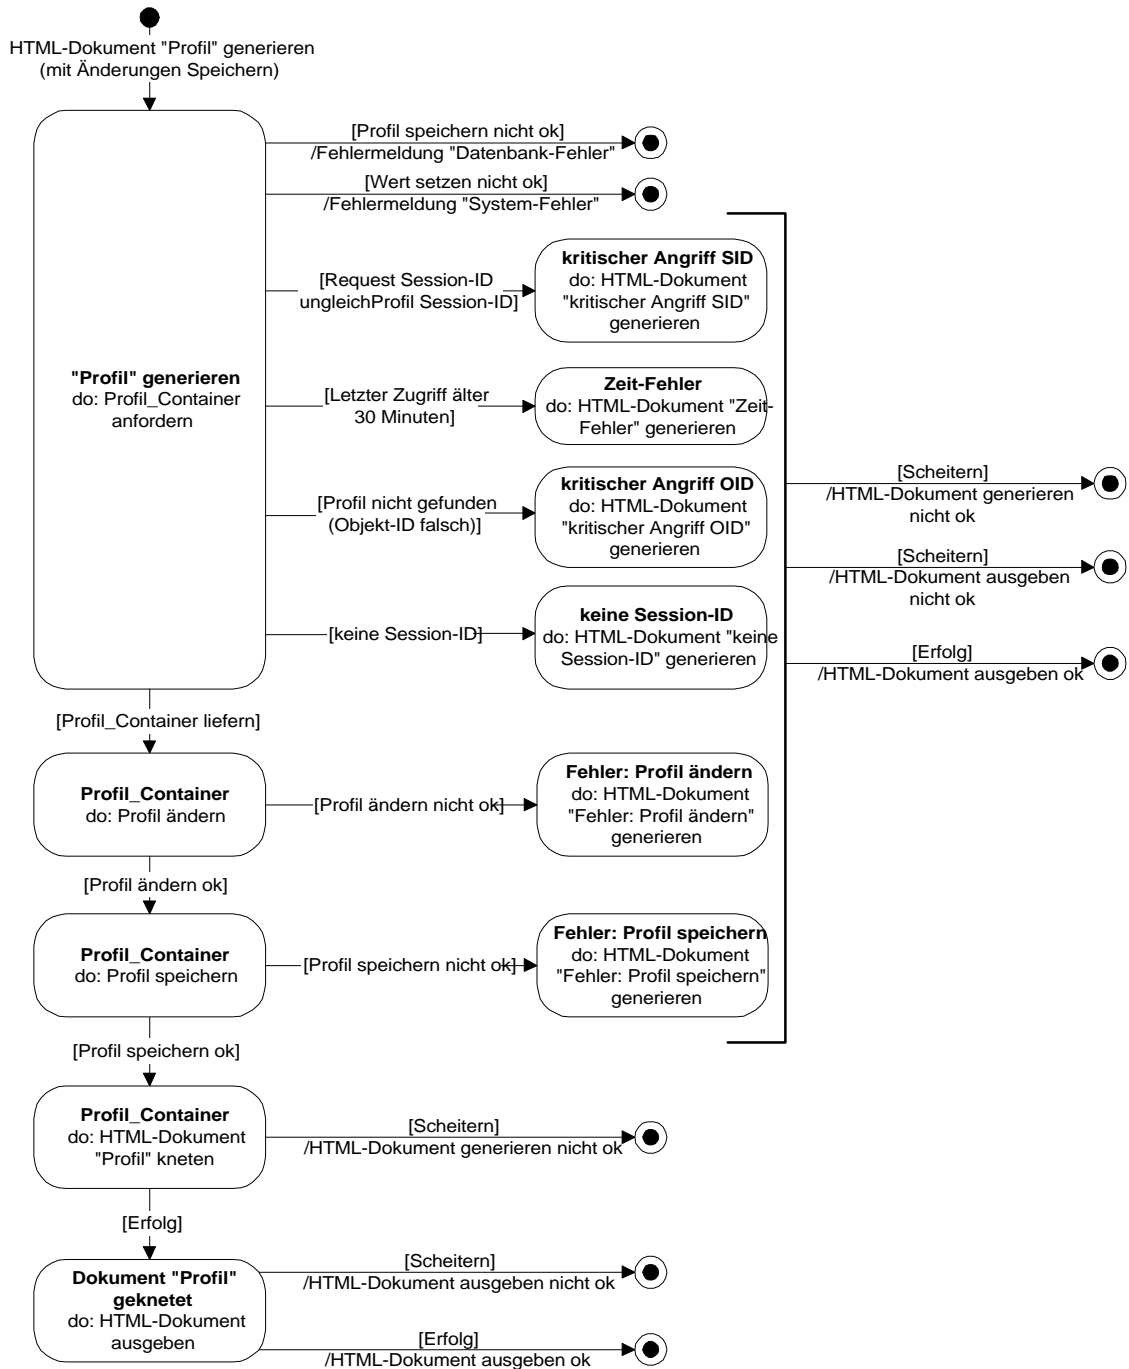 HTML-Dokument "Profil" generieren
(mit Änderungen Speichern)
[Profil speichern nicht ok]
/Fehlermeldung "Datenbank-Fehler"
[Wert setzen nicht ok]
/Fehlermeldung "System-Fehler"
"Profil" generieren
do: Profil_Container
anfordern
[Request Session-ID
ungleichProfil Session-ID]
kritischer Angriff SID
do: HTML-Dokument
"kritischer Angriff SID"
generieren
[Letzter Zugriff älter
30 Minuten]
Zeit-Fehler
do: HTML-Dokument "Zeit-
Fehler" generieren
[Profil nicht gefunden
(Objekt-ID falsch)]
kritischer Angriff OID
do: HTML-Dokument
"kritischer Angriff OID"
generieren
[keine Session-ID]
keine Session-ID
do: HTML-Dokument "keine
Session-ID" generieren
[Scheitern]
/HTML-Dokument generieren
nicht ok
[Scheitern]
/HTML-Dokument ausgeben
nicht ok
[Erfolg]
/HTML-Dokument ausgeben ok
[Profil_Container liefern]
Profil_Container
do: Profil ändern
[Profil ändern nicht ok]
Fehler: Profil ändern
do: HTML-Dokument
"Fehler: Profil ändern"
generieren
[Profil ändern ok]
Profil_Container
do: Profil speichern
[Profil speichern nicht ok]
Fehler: Profil speichern
do: HTML-Dokument
"Fehler: Profil speichern"
generieren
[Profil speichern ok]
Profil_Container
do: HTML-Dokument
"Profil" kneten
[Scheitern]
/HTML-Dokument generieren nicht ok
[Erfolg]
Dokument "Profil"
geknetet
do: HTML-Dokument
ausgeben
[Scheitern]
/HTML-Dokument ausgeben nicht ok
[Erfolg]
/HTML-Dokument ausgeben ok